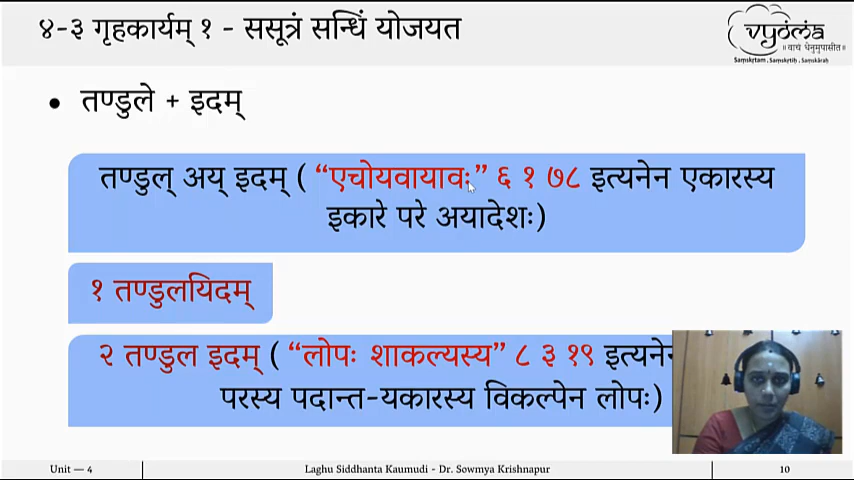 ४-३ गृहकार्यम् १ - ससूत्रं सन्धिं योजयत
vyoma
॥ वाचं धेनुमुपासीत ॥
Saṃskṛtam . Saṃskṛtiḥ . Saṃskāraḥ
• तण्डुले + इदम्
तण्डुल् अय् इदम् ( “एचोयवायावः” ६ १ ७८ इत्यनेन एकारस्य
इकारे परे अयादेशः)
१ तण्डुलयिदम्
२ तण्डुल इदम् ( “लोपः शाकल्यस्य” ८ ३ १९ इत्यनेन
परस्य पदान्त-यकारस्य विकल्पेन लोपः)
Unit — 4
Laghu Siddhanta Kaumudi - Dr. Sowmya Krishnapur
10